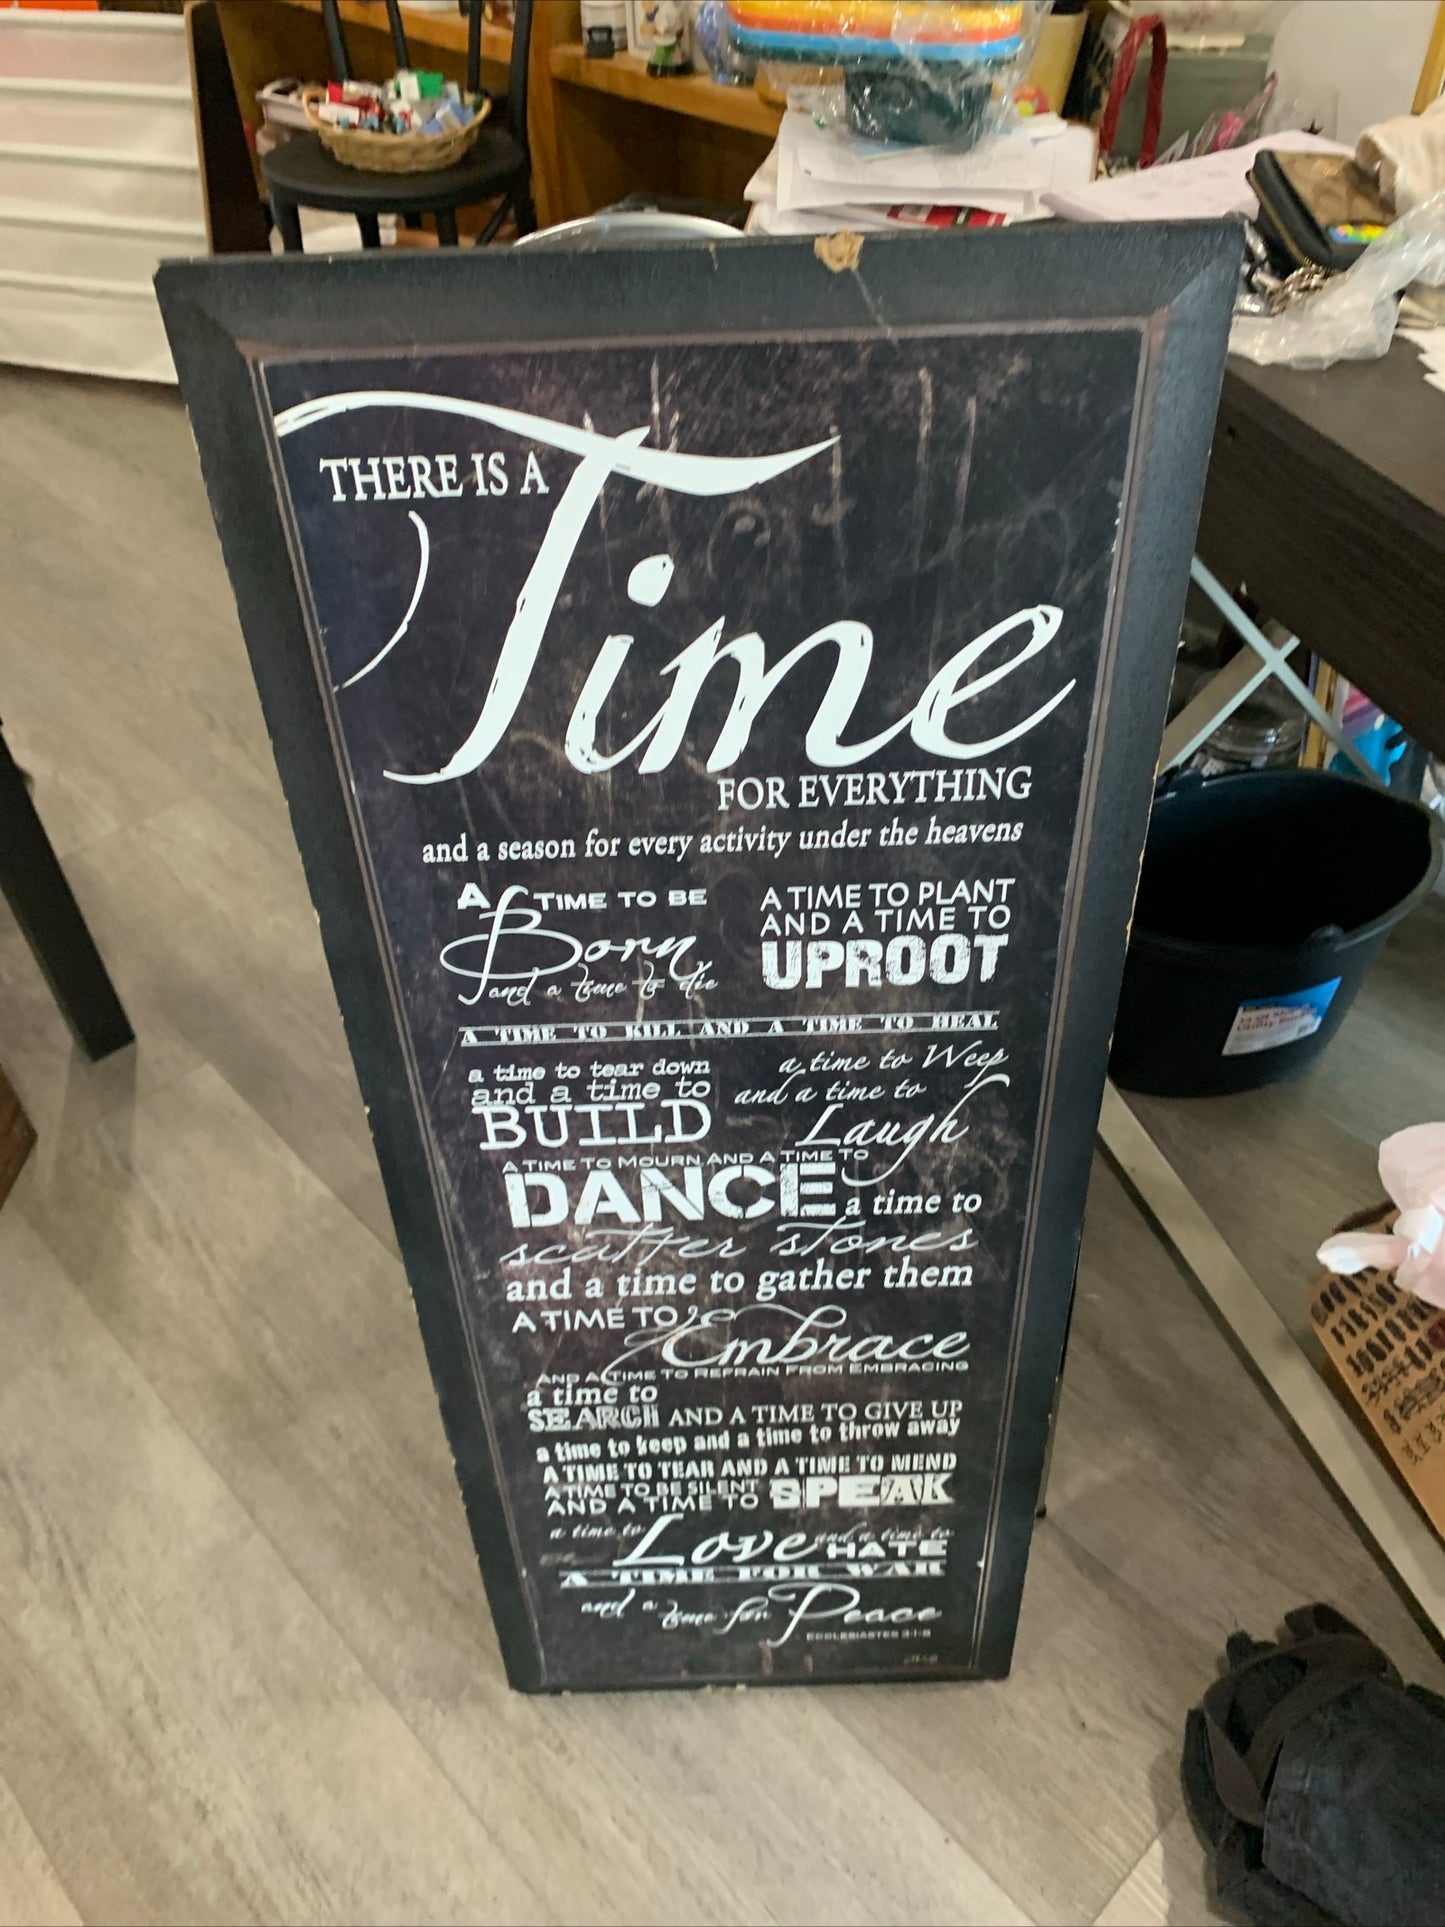 THERE IS A
Time
FOR EVERYTHING
and a season for every activity under the heavens
A TIME TO BE
Born
and a time to die
A TIME TO PLANT
AND A TIME TO
UPROOT
A TIME TO KILL AND A TIME TO HEAL
a time to tear down
and a time to
BUILD
a time to Weep
and a time to
Laugh
A TIME TO MOURN AND A TIME TO
DANCE a time to
scatter stones
and a time to gather them
A TIME TO Embrace
AND A TIME TO REFRAIN FROM EMBRACING
a time to
SEARCH AND A TIME TO GIVE UP
a time to keep and a time to throw away
A TIME TO TEAR AND A TIME TO MEND
A TIME TO BE SILENT
AND A TIME TO SPEAK
a time to Love and a time to
HATE
A TIME FOR WAR
and a time for Peace
ECCLESIASTES 3:1-8